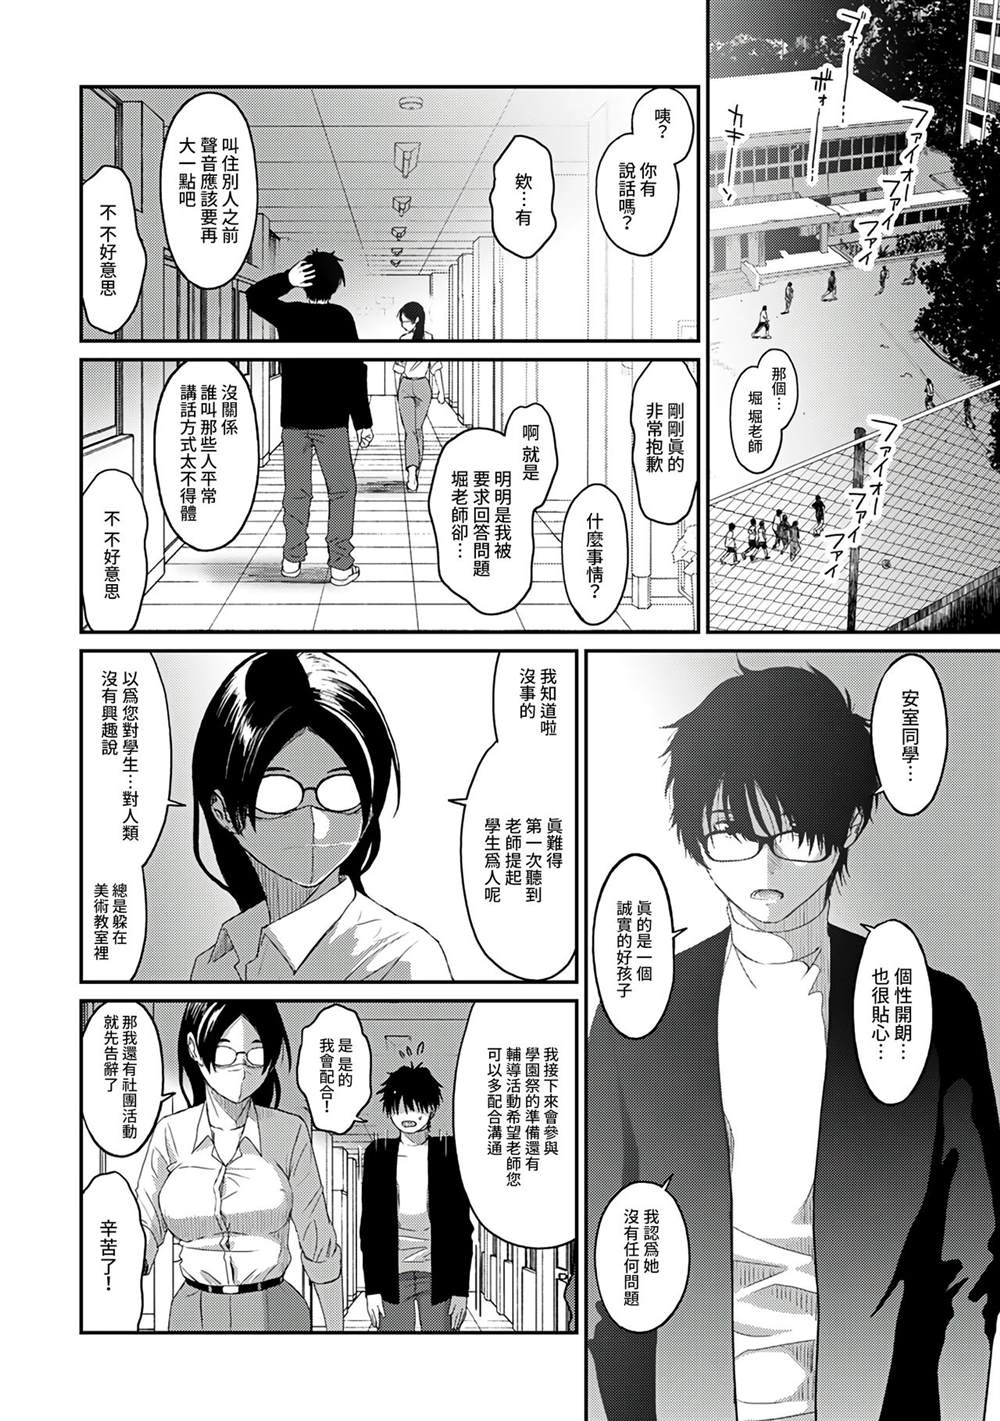 カキン
ボォー
ボォー
ファイ
ファイ
ファイ
ファイオー
ファイ
那個…
堀 堀老師
咦？
你有
說話嗎？
欸…有
叫住別人之前
聲音應該要再
大一點吧
不 不好意思
剛剛真的
非常抱歉
什麼事情？
啊 就是
明明是我被
要求回答問題
堀老師卻…
沒關係
誰叫那些人平常
講話方式太不得體
不 不好意思
安室同學…
個性開朗…
也很貼心…
真的是一個
誠實的好孩子
我認為她
沒有任何問題
我知道啦
沒事的
真難得
第一次聽到
老師提起
學生為人呢
以為您對學生…對人類
沒有興趣說
總是躲在
美術教室裡
我接下來會參與
學園祭的準備還有
輔導活動希望老師您
可以多配合溝通
是 是的
我會配合！
那我還有社團活動
就先告辭了
辛苦了！